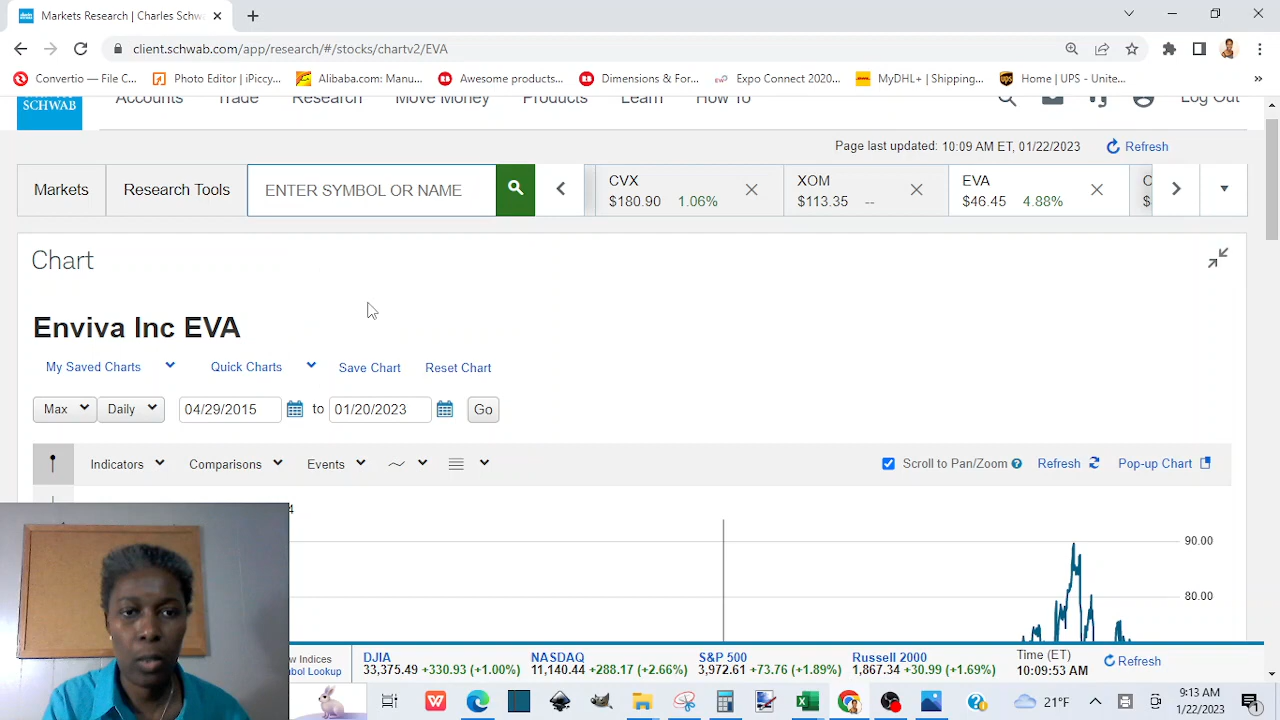 Markets Research | Charles Schw
client.schwab.com/app/research/#/stocks/chartv2/EVA
Convertio — File C...
Photo Editor | iPiccy...
Alibaba.com: Manu...
Awesome products...
Dimensions & For...
Expo Connect 2020...
MyDHL+ | Shipping...
Home | UPS - Unite...
SCHWAB
Accounts Trade Research Move Money Products Learn How To Log Out
Page last updated: 10:09 AM ET, 01/22/2023 Refresh
Markets Research Tools ENTER SYMBOL OR NAME
CVX
$180.90 1.06%
XOM
$113.35 --
EVA
$46.45 4.88%
Chart
Enviva Inc EVA
My Saved Charts Quick Charts Save Chart Reset Chart
Max Daily 04/29/2015 to 01/20/2023 Go
Indicators Comparisons Events Scroll to Pan/Zoom Refresh Pop-up Chart
90.00
80.00
DJIA
33,375.49 +330.93 (+1.00%)
NASDAQ
11,140.44 +288.17 (+2.66%)
S&P 500
3,972.61 +73.76 (+1.89%)
Russell 2000
1,867.34 +30.99 (+1.69%)
Time (ET)
10:09:53 AM
Refresh
w Indices
bol Lookup
21°F
9:13 AM
1/22/2023